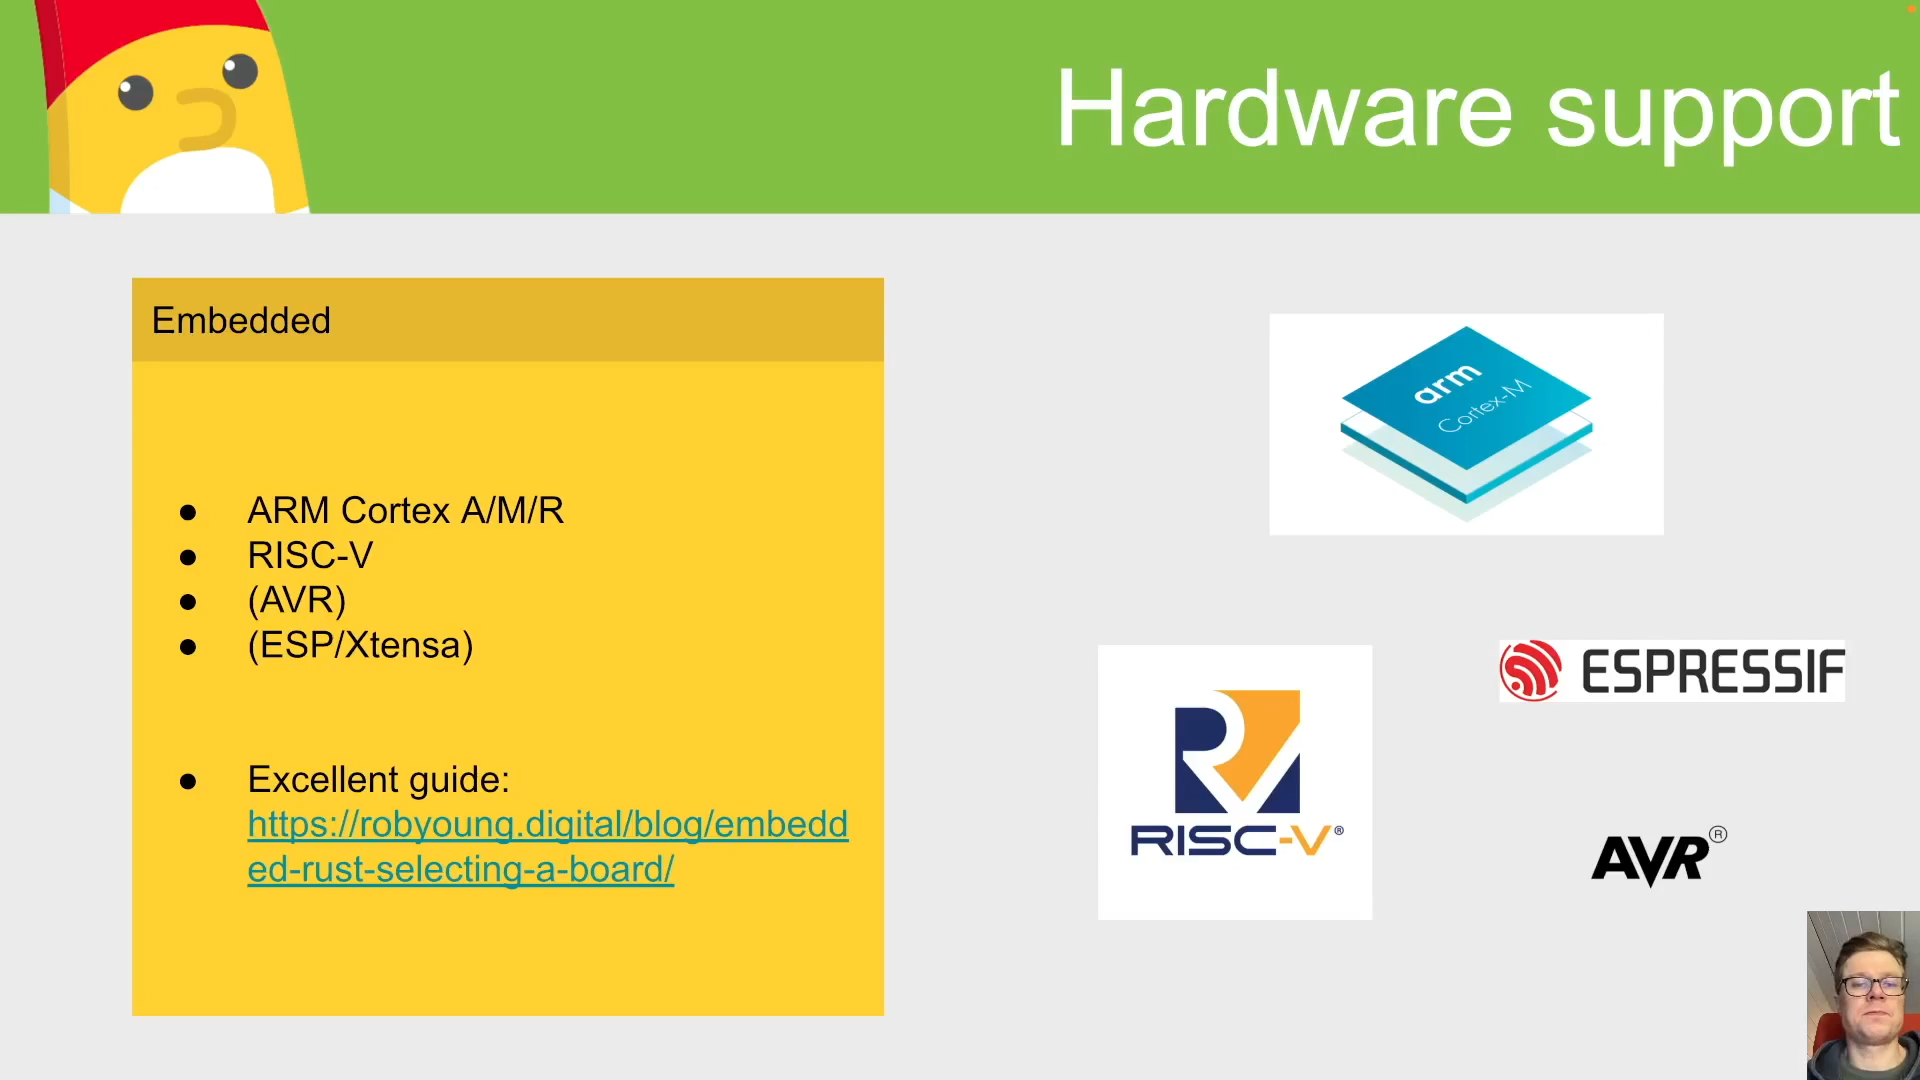 Hardware support
Embedded
● ARM Cortex A/M/R
● RISC-V
● (AVR)
● (ESP/Xtensa)
● Excellent guide:
https://robyoung.digital/blog/embedd
ed-rust-selecting-a-board/
arm
Cortex-M
ESPRESSIF
RISC-V®
AVR®